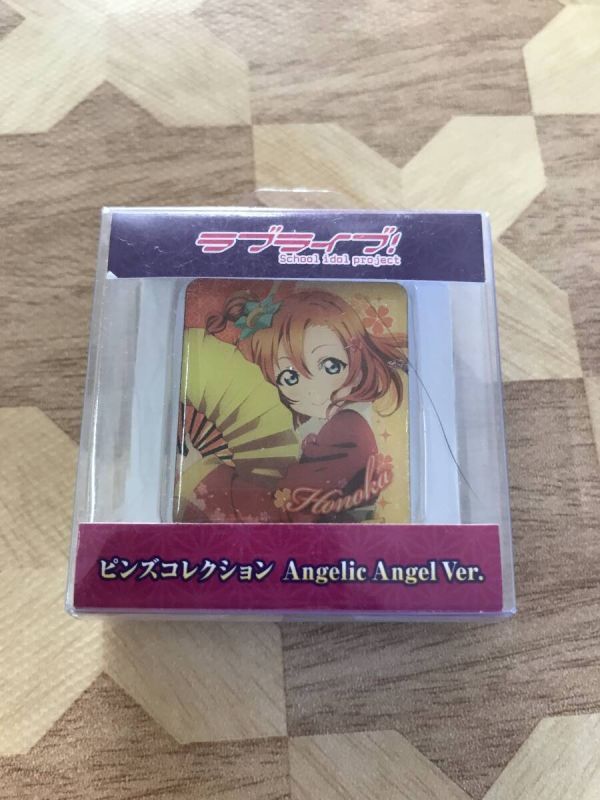 ラブライブ!
School idol project
Honoka
ピンズコレクション Angelic Angel Ver.